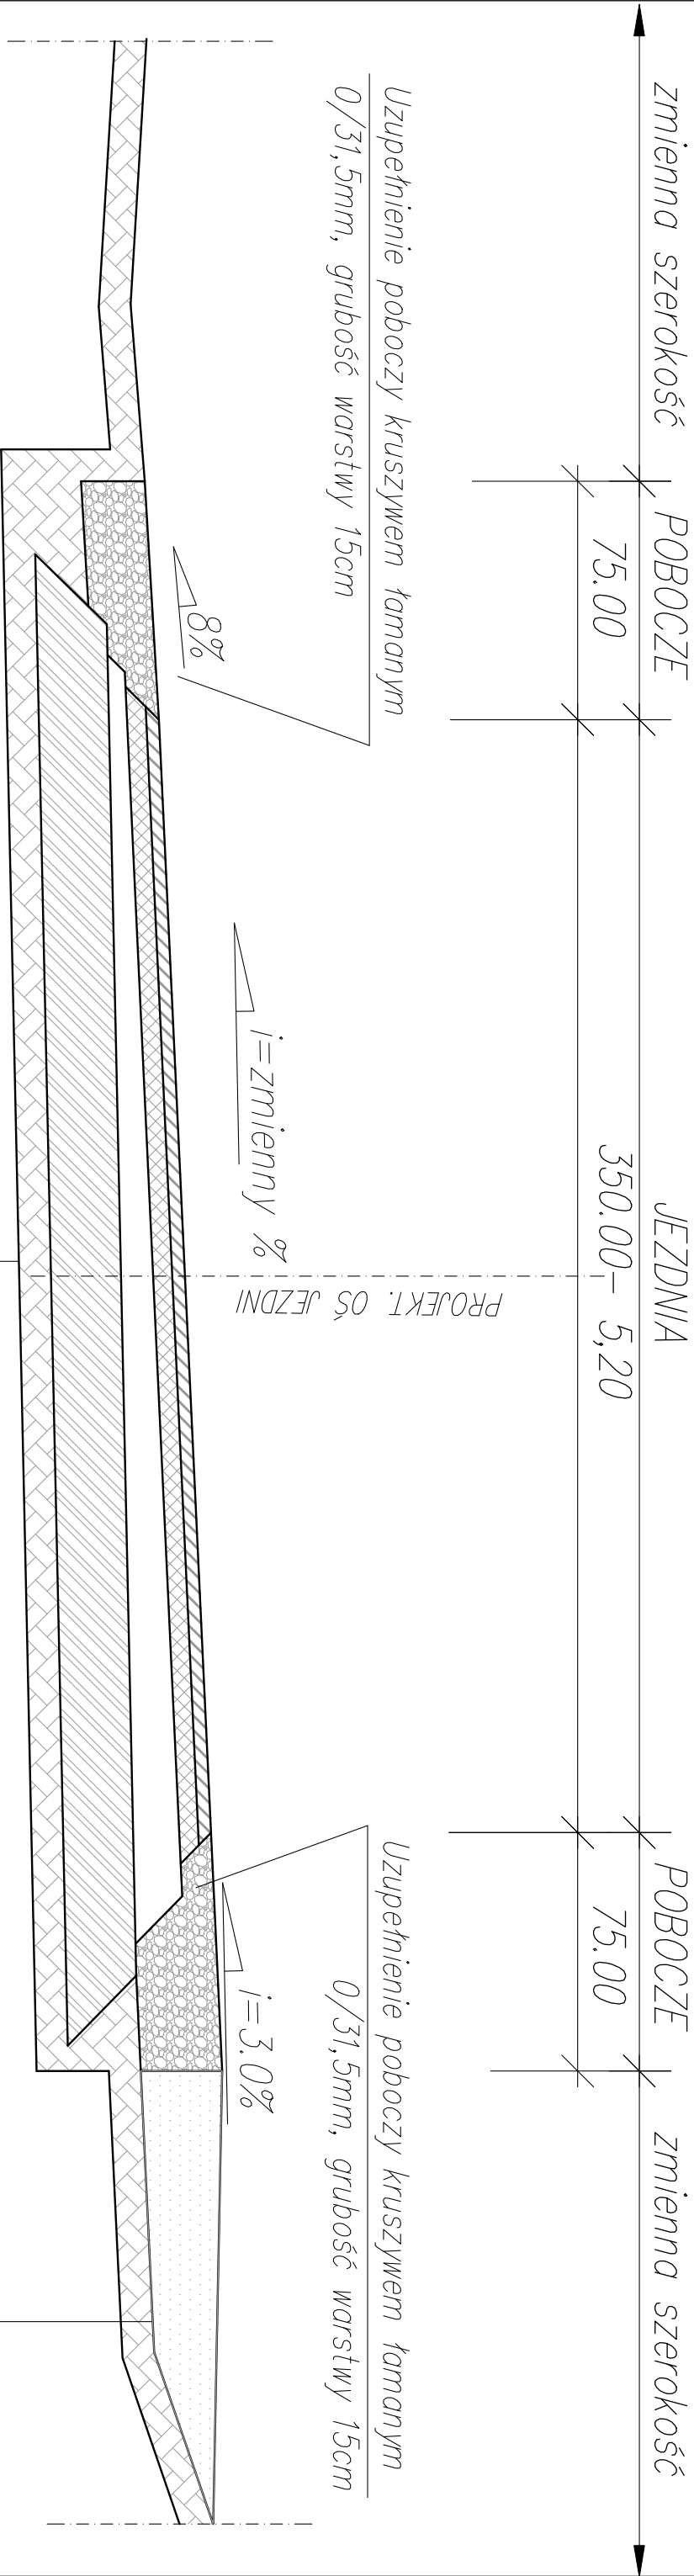 zmienna szerokość
POBOCZE
JEZDNIA
POBOCZE
zmienna szerokość
75.00
350.00- 5,20
75.00
Uzupełnienie poboczy kruszywem łamanym
0/31,5mm, grubość warstwy 15cm
Uzupełnienie poboczy kruszywem łamanym
0/31,5mm, grubość warstwy 15cm
8%
i=zmienny %
PROJEKT. OŚ JEZDNI
i=3.0%